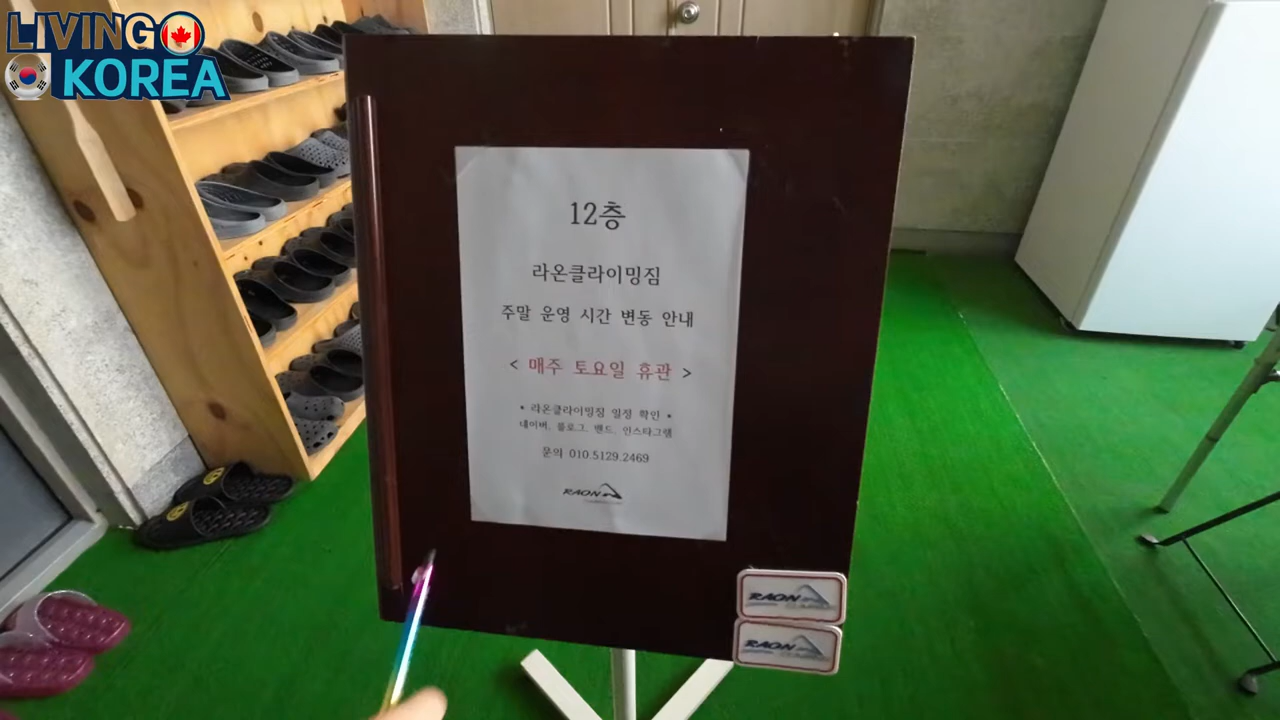 LIVING
KOREA
12층
라온클라이밍짐
주말 운영 시간 변동 안내
< 매주 토요일 휴관 >
* 라온클라이밍짐 일정 확인 *
네이버, 블로그, 밴드, 인스타그램
문의 010.5129.2469
RAON
RAON
RAON